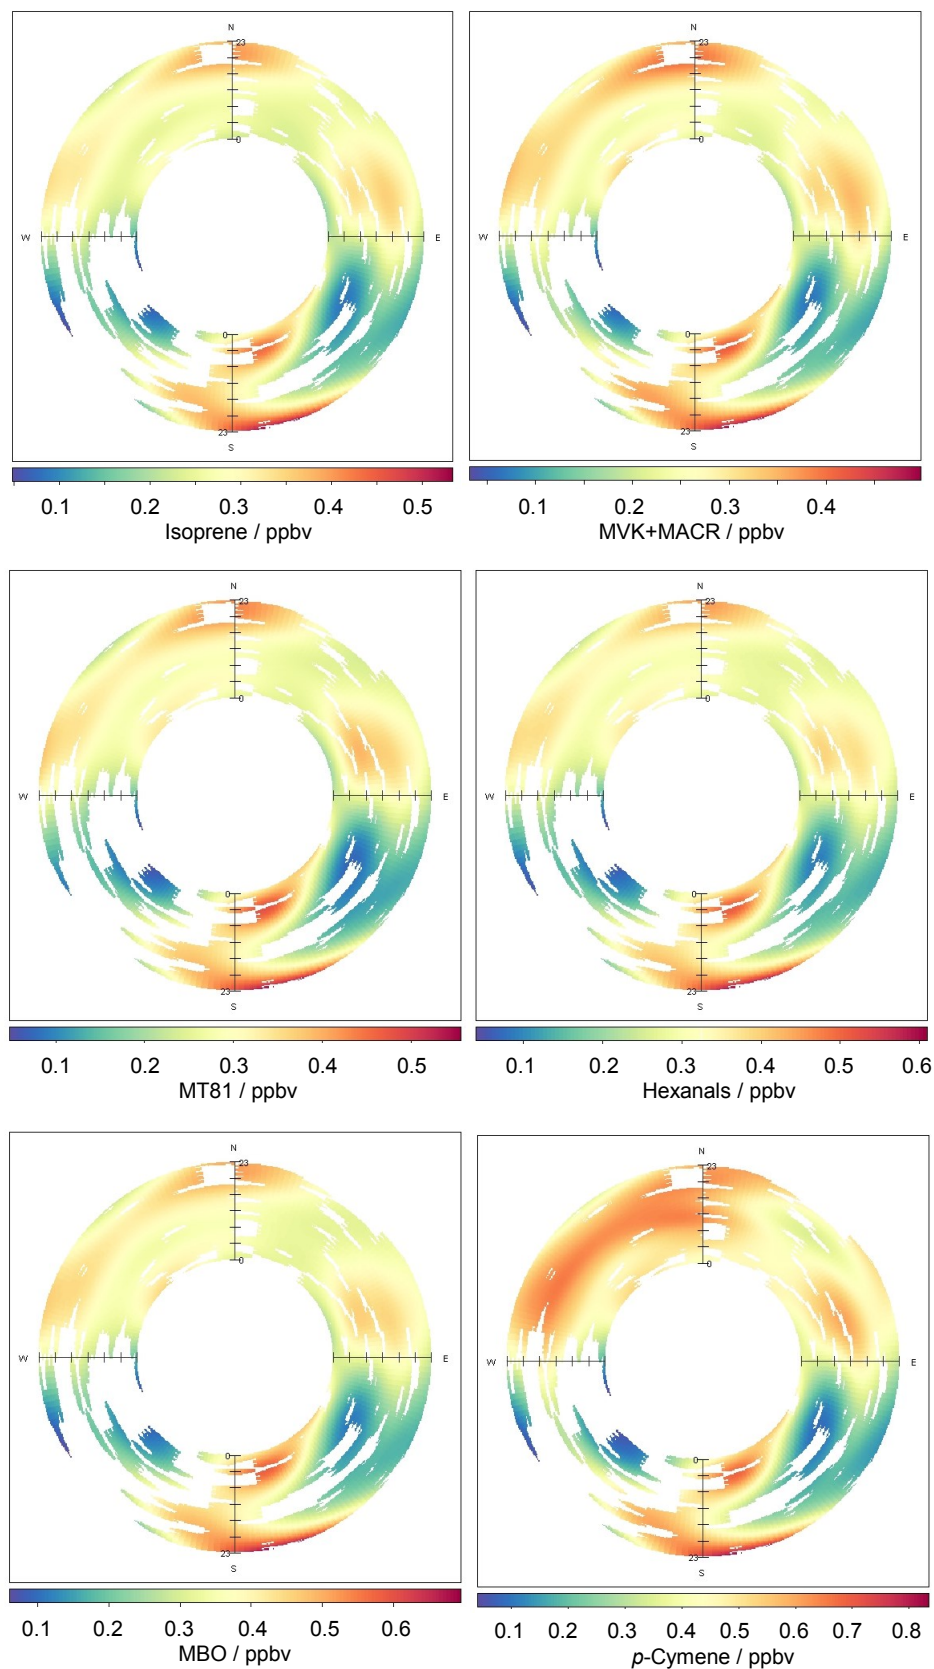 N
23
0
W
E
0
23
S
0.1 0.2 0.3 0.4 0.5
Isoprene / ppbv
N
23
0
W
E
0
23
S
0.1 0.2 0.3 0.4
MVK+MACR / ppbv
N
23
0
W
E
0
23
S
0.1 0.2 0.3 0.4 0.5
MT81 / ppbv
N
23
0
W
E
0
23
S
0.1 0.2 0.3 0.4 0.5 0.6
Hexanals / ppbv
N
23
0
W
E
0
23
S
0.1 0.2 0.3 0.4 0.5 0.6
MBO / ppbv
N
23
0
W
E
0
23
S
0.1 0.2 0.3 0.4 0.5 0.6 0.7 0.8
p-Cymene / ppbv